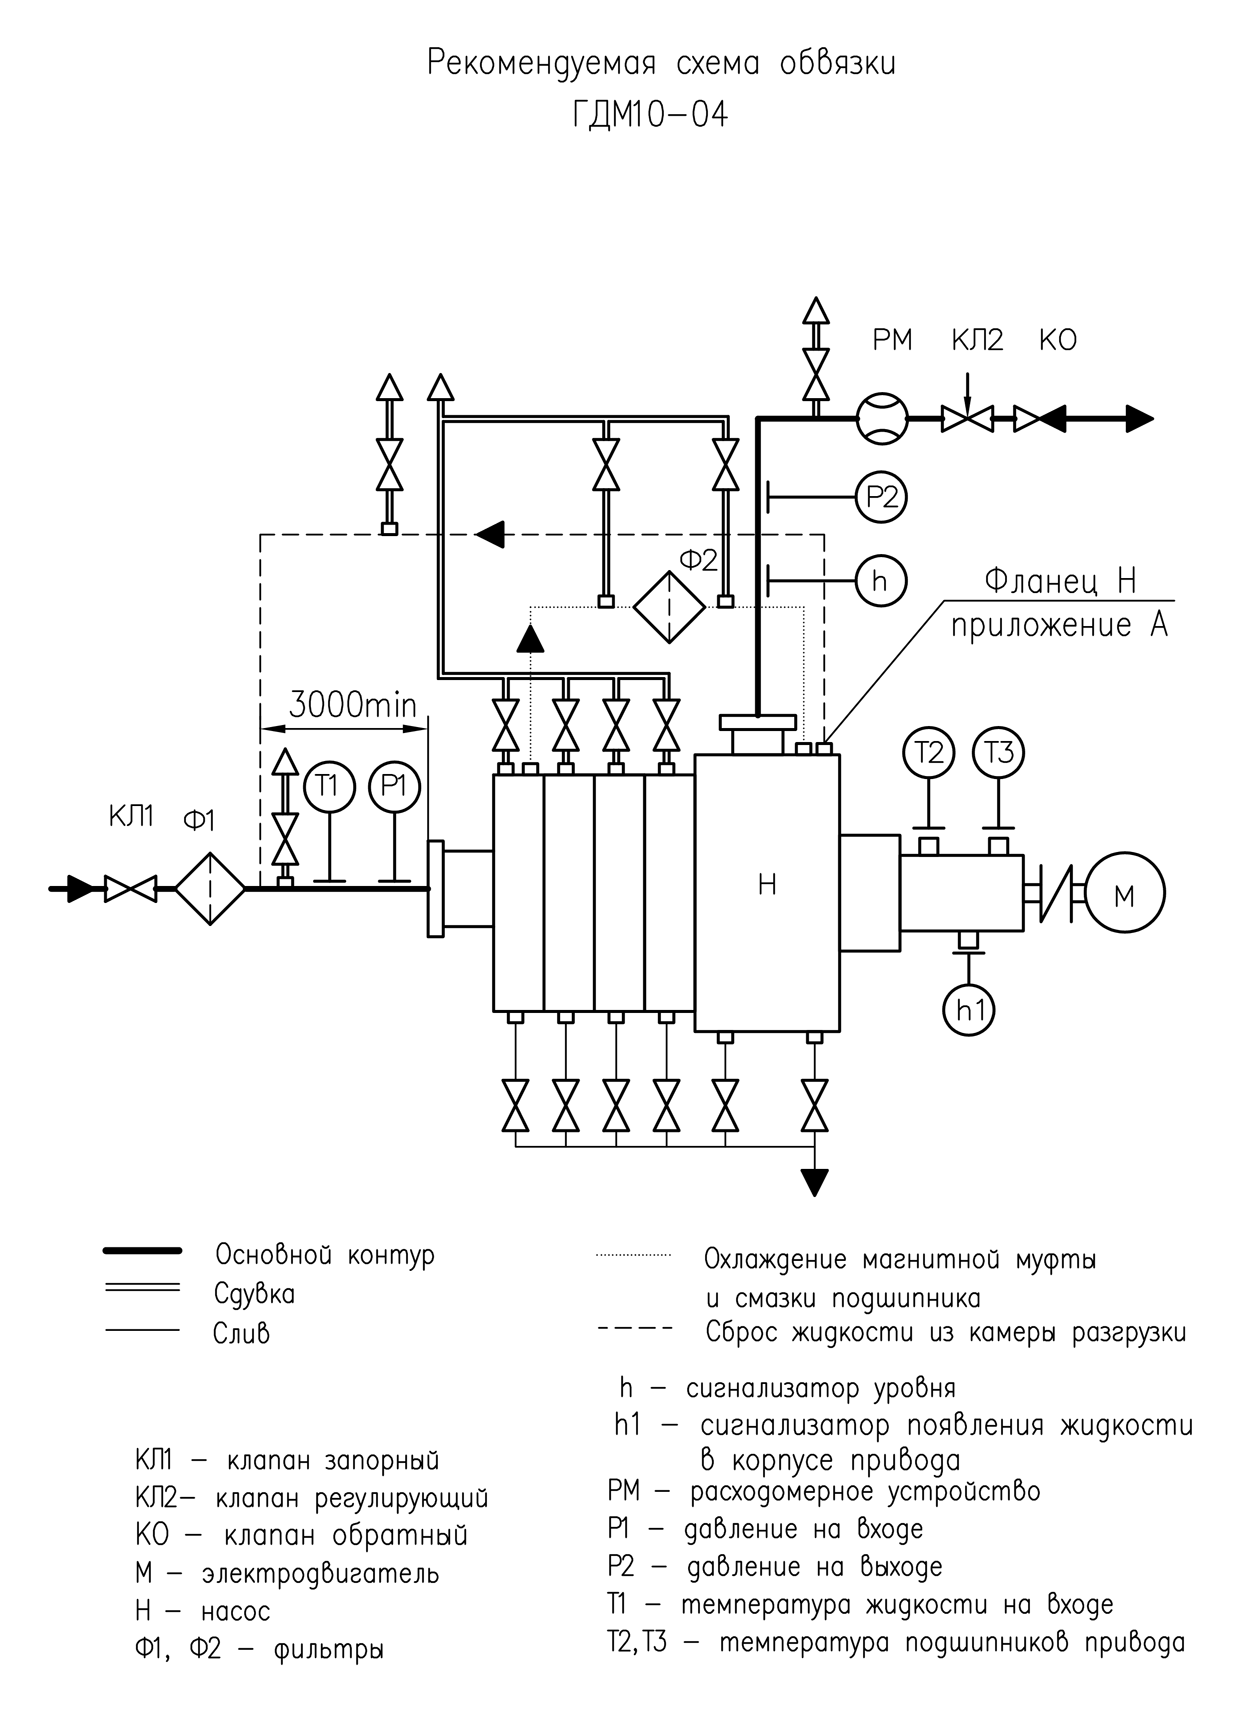 Рекомендуемая схема обвязки
ГДМ10-04
РМ КЛ2 КО
Р2
Ф2
h
Фланец Н
приложение А
3000min
Т1 Р1
Т2 Т3
КЛ1 Ф1
Н
М
h1
Основной контур
Сдувка
Слив
Охлаждение магнитной муфты
и смазки подшипника
Сброс жидкости из камеры разгрузки
КЛ1 – клапан запорный
КЛ2– клапан регулирующий
КО – клапан обратный
М – электродвигатель
Н – насос
Ф1, Ф2 – фильтры
h – сигнализатор уровня
h1 – сигнализатор появления жидкости
в корпусе привода
РМ – расходомерное устройство
Р1 – давление на входе
Р2 – давление на выходе
Т1 – температура жидкости на входе
Т2,Т3 – температура подшипников привода